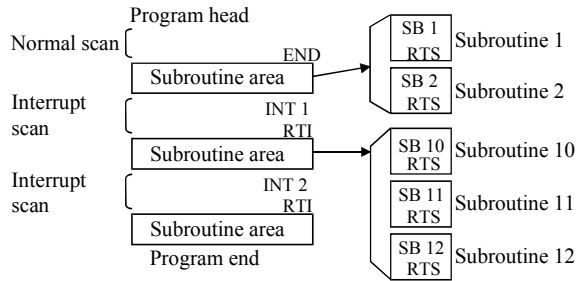 Program head
Normal scan
END
Subroutine area
Interrupt scan
INT 1
RTI
Subroutine area
Interrupt scan
INT 2
RTI
Subroutine area
Program end
SB 1
RTS
Subroutine 1
SB 2
RTS
Subroutine 2
SB 10
RTS
Subroutine 10
SB 11
RTS
Subroutine 11
SB 12
RTS
Subroutine 12